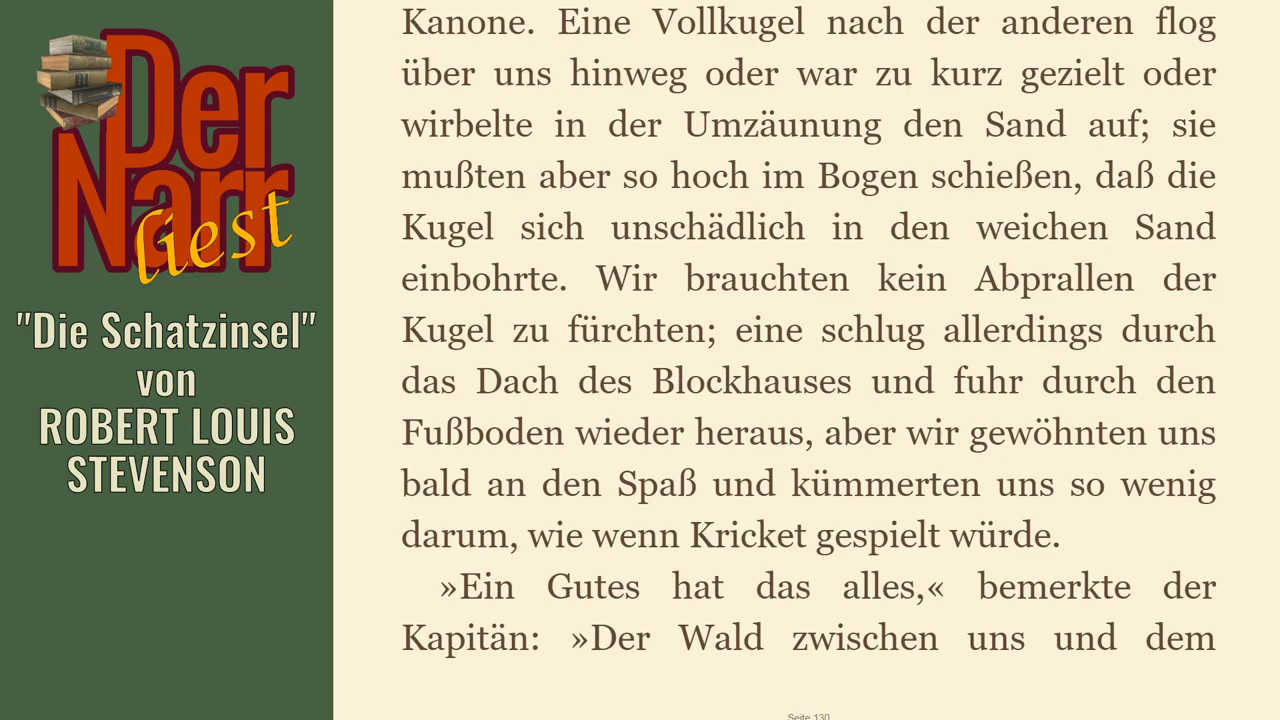 Der
Narr
liest
"Die Schatzinsel"
von
ROBERT LOUIS
STEVENSON
Kanone. Eine Vollkugel nach der anderen flog
über uns hinweg oder war zu kurz gezielt oder
wirbelte in der Umzäunung den Sand auf; sie
mußten aber so hoch im Bogen schießen, daß die
Kugel sich unschädlich in den weichen Sand
einbohrte. Wir brauchten kein Abprallen der
Kugel zu fürchten; eine schlug allerdings durch
das Dach des Blockhauses und fuhr durch den
Fußboden wieder heraus, aber wir gewöhnten uns
bald an den Spaß und kümmerten uns so wenig
darum, wie wenn Kricket gespielt würde.
»Ein Gutes hat das alles,« bemerkte der
Kapitän: »Der Wald zwischen uns und dem
Seite 130